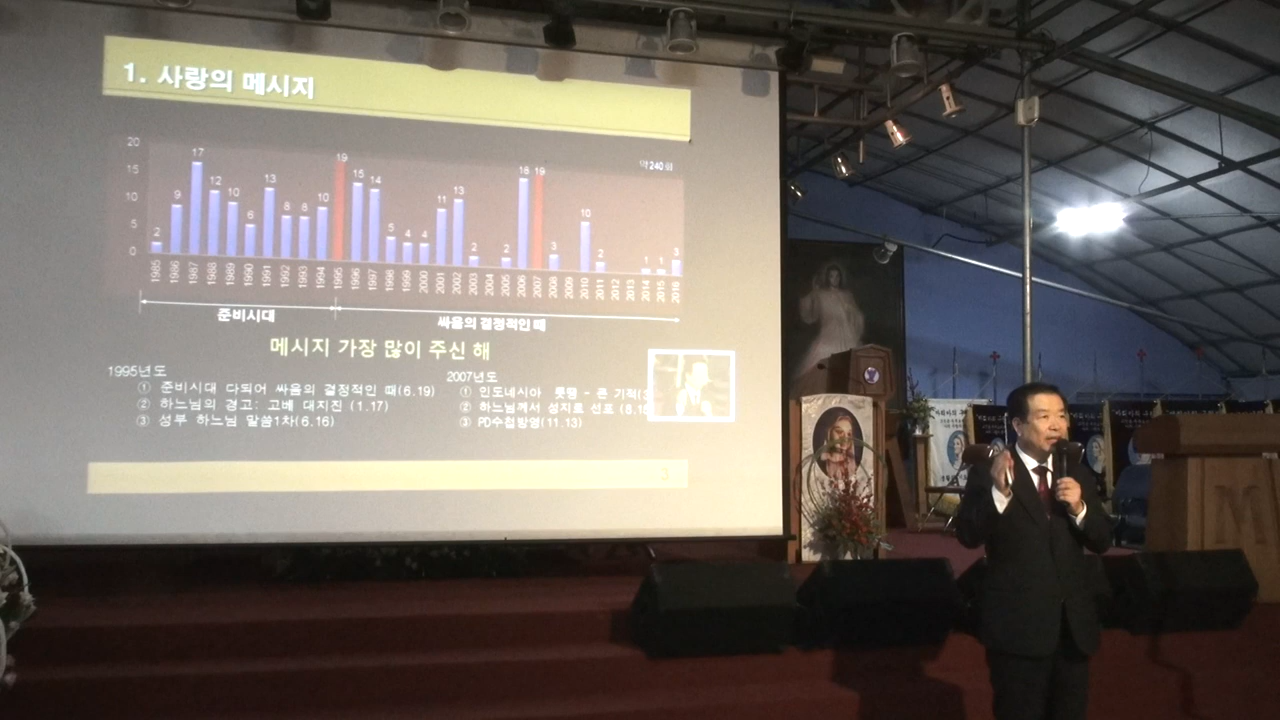 1. 사랑의 메시지
약 240회
20
15
10
5
0
2 9 17 12 10 6 13 8 8 10 19 15 14 5 4 4 11 13 2 2 16 19 3 10 2 1 1 3
1985 1986 1987 1988 1989 1990 1991 1992 1993 1994 1995 1996 1997 1998 1999 2000 2001 2002 2003 2004 2005 2006 2007 2008 2009 2010 2011 2012 2013 2014 2015 2016
준비시대 싸움의 결정적인 때
메시지 가장 많이 주신 해
1995년도
① 준비시대 다되어 싸움의 결정적인 때(6.19)
② 하느님의 경고: 고베 대지진 (1.17)
③ 성부 하느님 말씀1차(6.16)
2007년도
① 인도네시아 룻뗑 - 큰 기적(3
② 하느님께서 성지로 선포 (8.15
③ PD수첩방영(11.13)
3
M